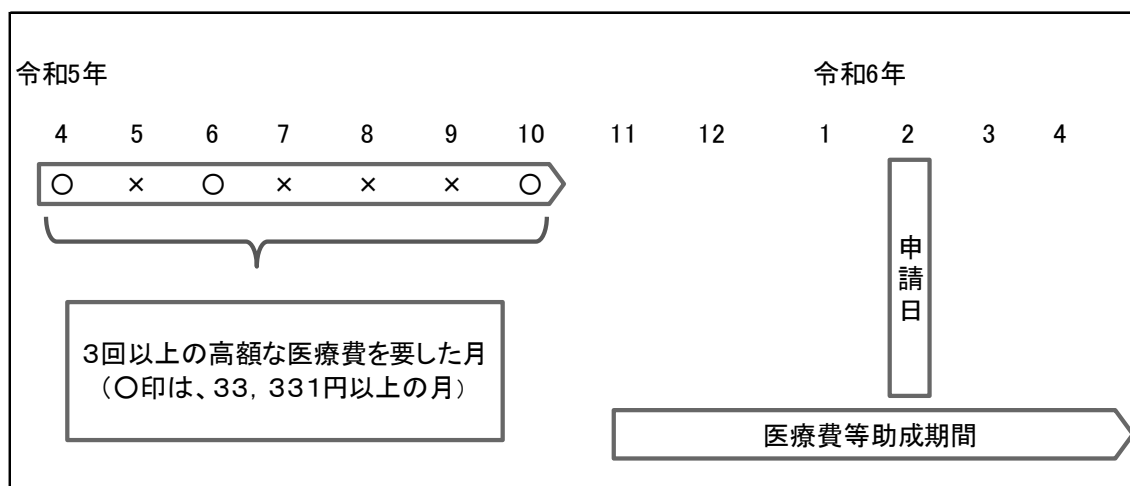 令和5年 令和6年
4 5 6 7 8 9 10 11 12 1 2 3 4
○ × ○ × × × ○
申請日
3回以上の高額な医療費を要した月
(○印は、33,331円以上の月)
医療費等助成期間